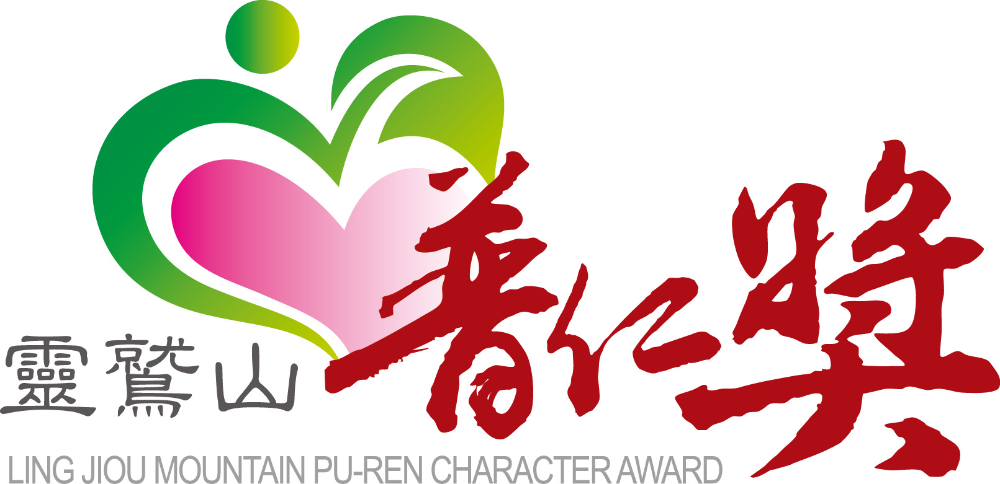 靈鷲山普仁獎
LING JIOU MOUNTAIN PU-REN CHARACTER AWARD